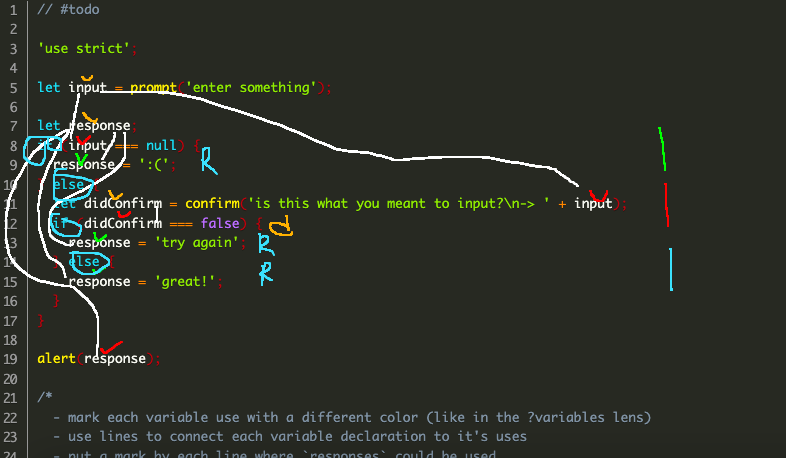 1 // #todo
2
3 'use strict';
4
5 let input = prompt('enter something');
6
7 let response;
8 if (input === null) {
9 response = ':('; R
10 } else {
11 let didConfirm = confirm('is this what you meant to input?\n-> ' + input);
12 if (didConfirm === false) { d
13 response = 'try again'; R
14 } else {
15 response = 'great!'; R
16 }
17 }
18
19 alert(response);
20
21 /*
22 - mark each variable use with a different color (like in the ?variables lens)
23 - use lines to connect each variable declaration to it's uses
24 - put a mark by each line where `responses` could be used